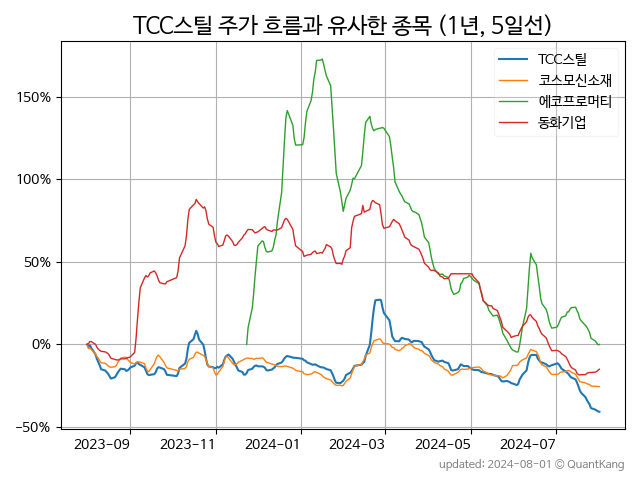 TCC스틸 주가 흐름과 유사한 종목 (1년, 5일선)
TCC스틸
코스모신소재
에코프로머티
동화기업
150%
100%
50%
0%
−50%
2023-09
2023-11
2024-01
2024-03
2024-05
2024-07
updated: 2024-08-01 © QuantKang